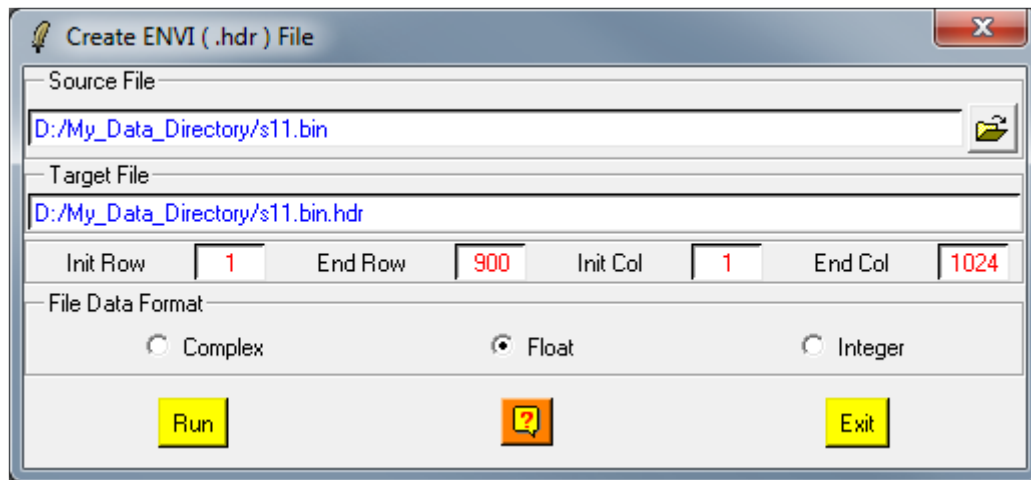 Create ENVI ( .hdr ) File
x
Source File
D:/My_Data_Directory/s11.bin
Target File
D:/My_Data_Directory/s11.bin.hdr
Init Row 1 End Row 900 Init Col 1 End Col 1024
File Data Format
Complex Float Integer
Run ? Exit